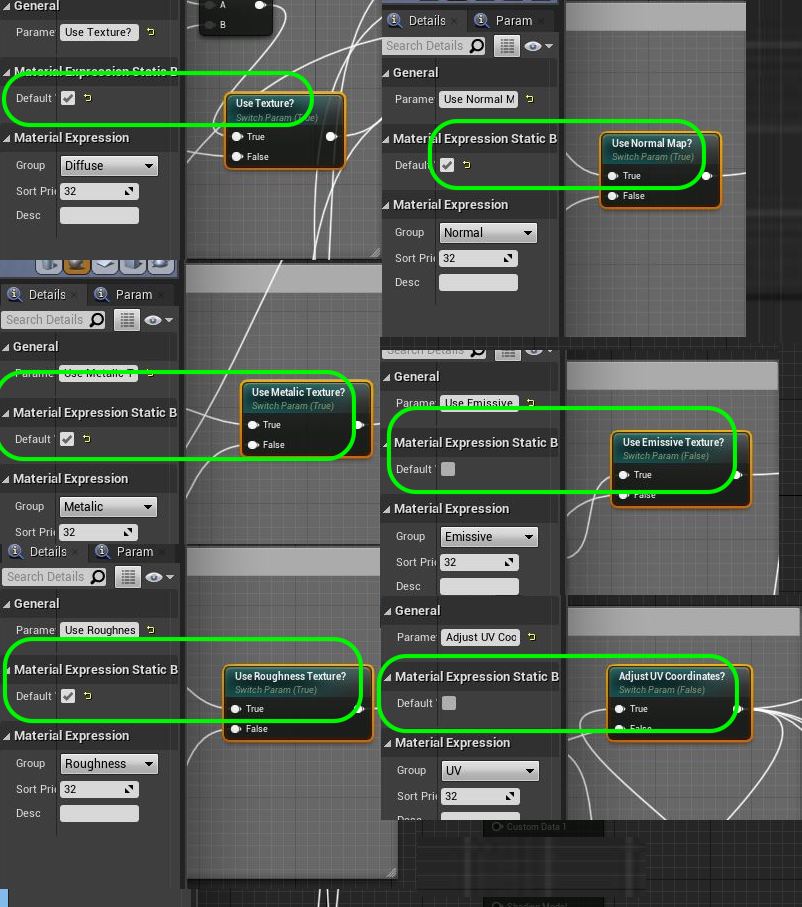 General
Parame Use Texture?
Material Expression Static B
Default
Material Expression
Group Diffuse
Sort Pri 32
Desc
A
B
Use Texture?
Switch Param (True)
True
False
Details Param
Search Details
General
Parame Use Normal M
Material Expression Static B
Default
Material Expression
Group Normal
Sort Pri 32
Desc
Use Normal Map?
Switch Param (True)
True
False
Details Param
Search Details
General
Parame Use Metalic T
Material Expression Static B
Default
Material Expression
Group Metalic
Sort Pri 32
Use Metalic Texture?
Switch Param (True)
True
False
Search Details
General
Parame Use Emissive
Material Expression Static B
Default
Material Expression
Group Emissive
Sort Pri 32
Desc
Use Emissive Texture?
Switch Param (False)
True
False
Details Param
Search Details
General
Parame Use Roughnes
Material Expression Static B
Default
Material Expression
Group Roughness
Sort Pri 32
Desc
Use Roughness Texture?
Switch Param (True)
True
False
General
Parame Adjust UV Coc
Material Expression Static B
Default
Material Expression
Group UV
Sort Pri 32
Adjust UV Coordinates?
Switch Param (False)
True
False
Custom Data 1
Shading Model